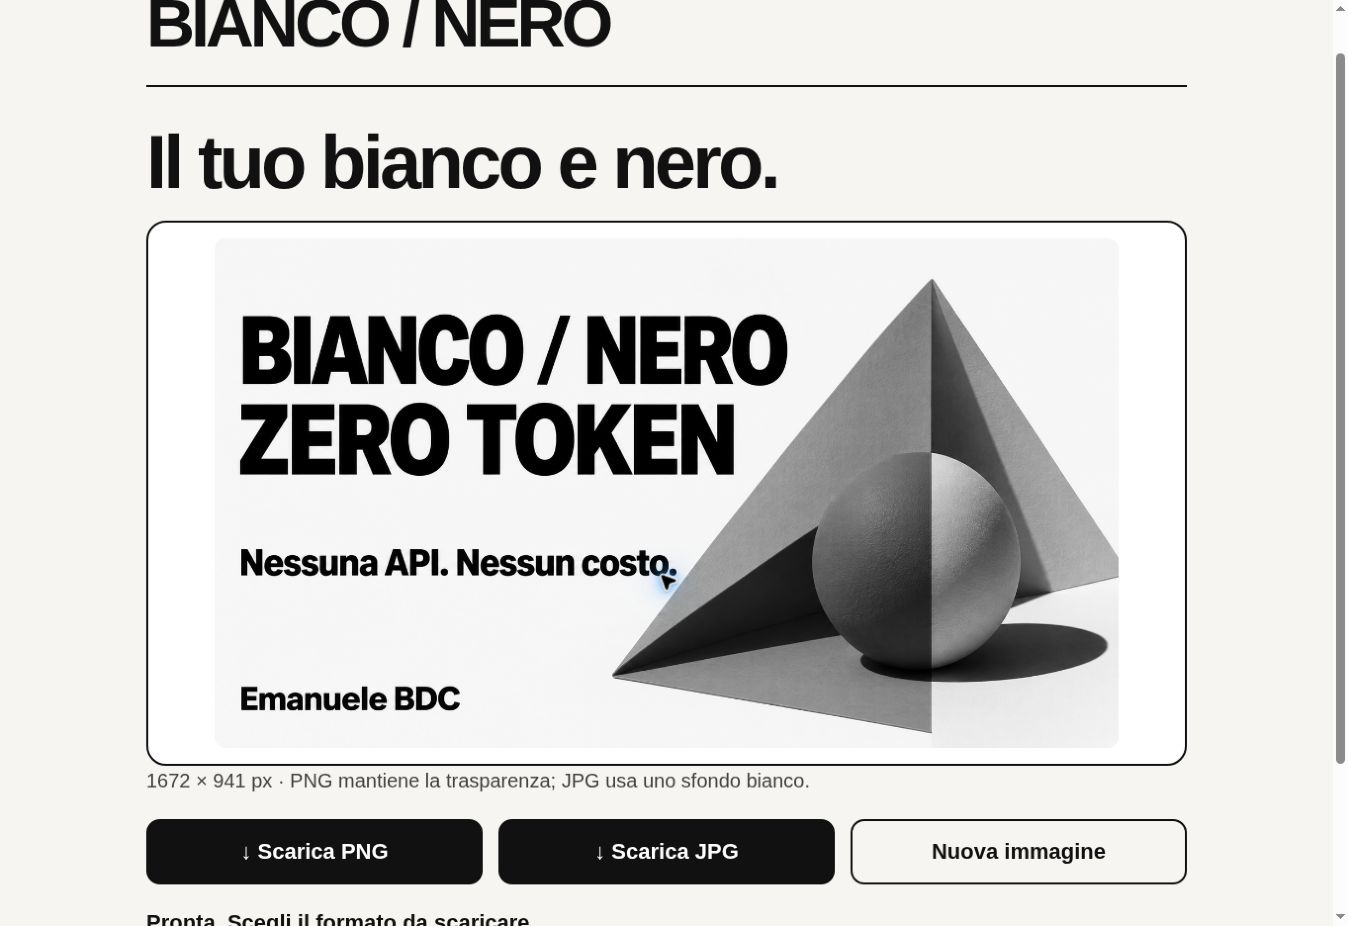 BIANCO / NERO
Il tuo bianco e nero.
BIANCO / NERO
ZERO TOKEN
Nessuna API. Nessun costo.
Emanuele BDC
1672 × 941 px · PNG mantiene la trasparenza; JPG usa uno sfondo bianco.
↓ Scarica PNG
↓ Scarica JPG
Nuova immagine
Pronta. Scegli il formato da scaricare